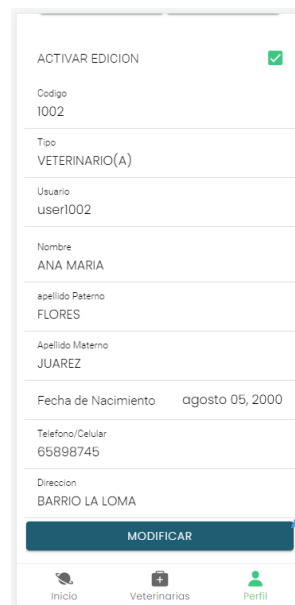 ACTIVAR EDICION
Codigo
1002
Tipo
VETERINARIO(A)
Usuario
user1002
Nombre
ANA MARIA
apellido Paterno
FLORES
Apellido Materno
JUAREZ
Fecha de Nacimiento agosto 05, 2000
Telefono/Celular
65898745
Direccion
BARRIO LA LOMA
MODIFICAR
Inicio Veterinarias Perfil